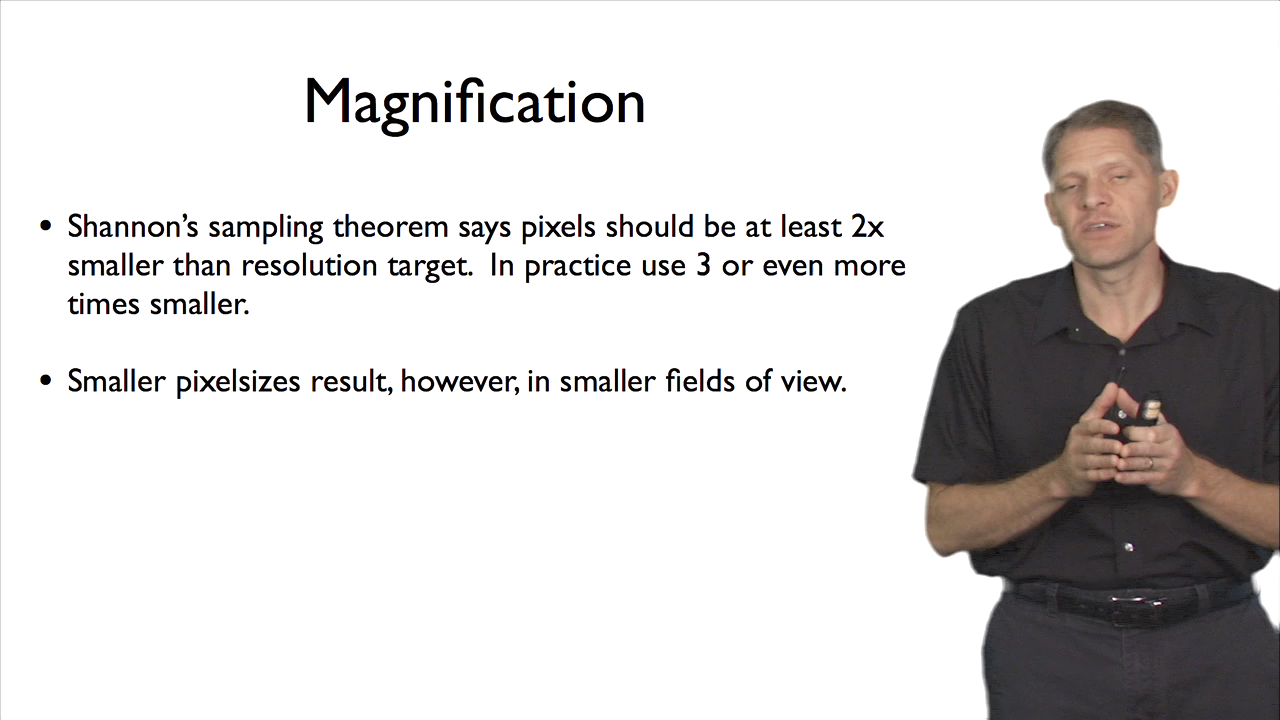 Magnification
• Shannon’s sampling theorem says pixels should be at least 2x
smaller than resolution target.  In practice use 3 or even more
times smaller.
• Smaller pixelsizes result, however, in smaller fields of view.